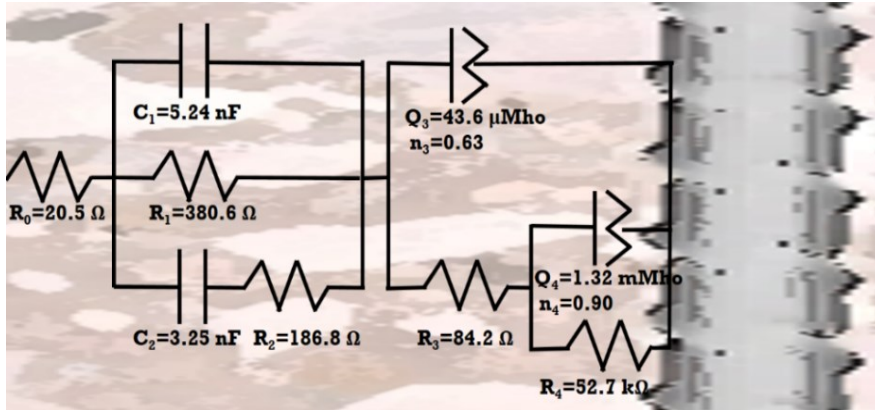 C₁=5.24 nF
Q₃=43.6 µMho
n₃=0.63
R₀=20.5 Ω
R₁=380.6 Ω
Q₄=1.32 mMho
n₄=0.90
C₂=3.25 nF
R₂=186.8 Ω
R₃=84.2 Ω
R₄=52.7 kΩ